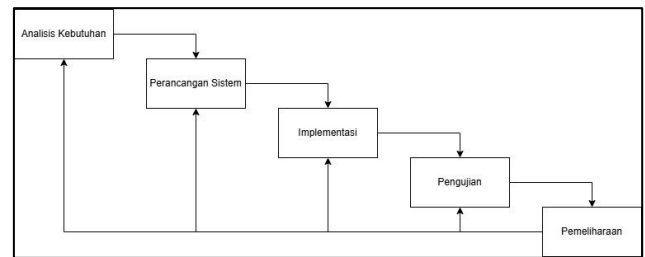 Analisis Kebutuhan
Perancangan Sistem
Implementasi
Pengujian
Pemeliharaan